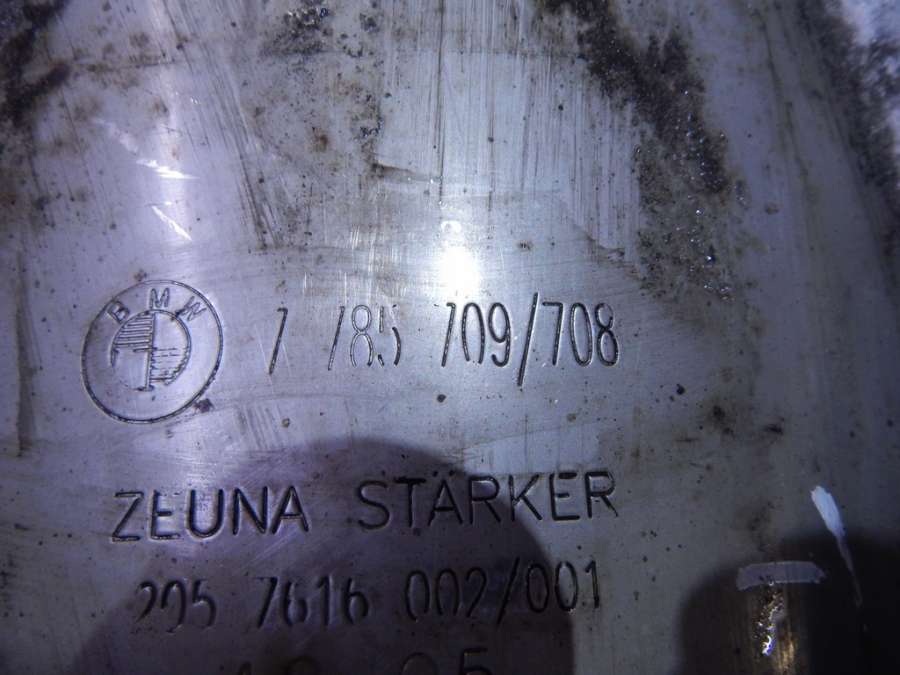 BMW 7 785 709/708
ZEUNA STÄRKER
295 7616 002/001